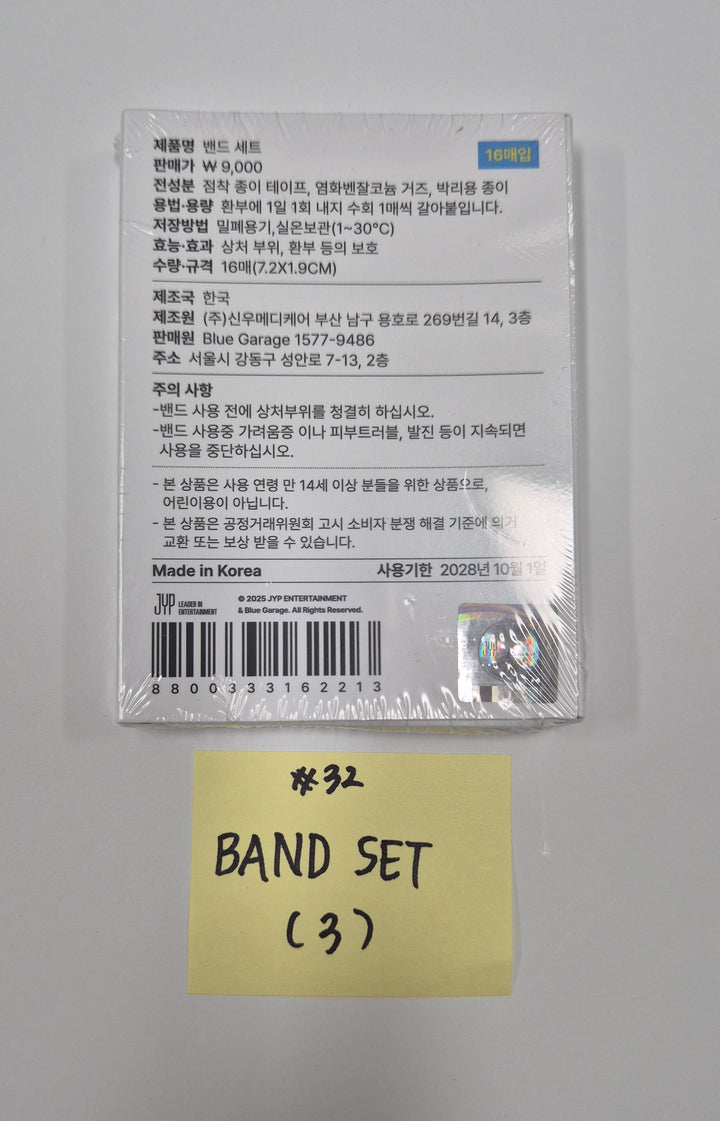 제품명 밴드 세트
16매입
판매가 ₩ 9,000
전성분 점착 종이 테이프, 염화벤잘코늄 거즈, 박리용 종이
용법·용량 환부에 1일 1회 내지 수회 1매씩 갈아붙입니다.
저장방법 밀폐용기,실온보관(1~30°C)
효능·효과 상처 부위, 환부 등의 보호
수량·규격 16매(7.2X1.9CM)
제조국 한국
제조원 (주)신우메디케어 부산 남구 용호로 269번길 14, 3층
판매원 Blue Garage 1577-9486
주소 서울시 강동구 성안로 7-13, 2층
주의 사항
-밴드 사용 전에 상처부위를 청결히 하십시오.
-밴드 사용중 가려움증 이나 피부트러블, 발진 등이 지속되면
사용을 중단하십시오.
- 본 상품은 사용 연령 만 14세 이상 분들을 위한 상품으로,
어린이용이 아닙니다.
- 본 상품은 공정거래위원회 고시 소비자 분쟁 해결 기준에 의거
교환 또는 보상 받을 수 있습니다.
Made in Korea 사용기한 2028년 10월 1일
JYP LEADER IN ENTERTAINMENT
© 2025 JYP ENTERTAINMENT
& Blue Garage. All Rights Reserved.
8800333162213
#32
BAND SET
(3)